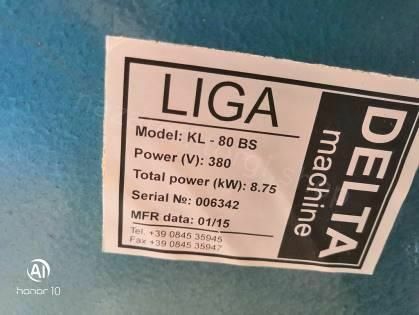 LIGA
Model: KL - 80 BS
Power (V): 380
Total power (kW): 8.75
Serial №: 006342
MFR data: 01/15
Tel. +39 0845 35945
Fax +39 0845 35947
DELTA
machine
AI
honor 10